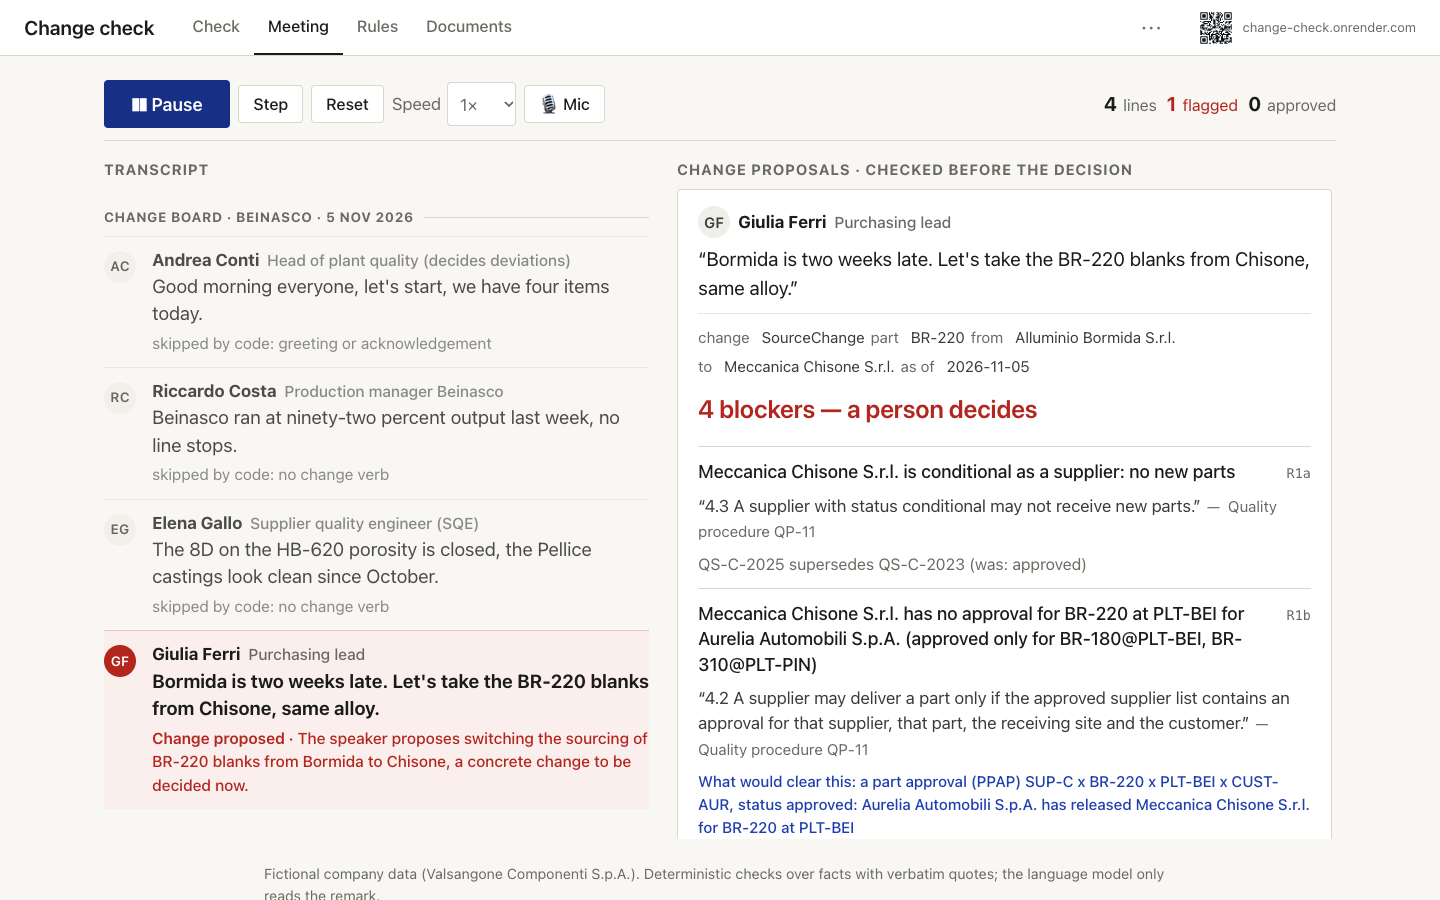 Change check
Check
Meeting
Rules
Documents
···
change-check.onrender.com
Pause
Step
Reset
Speed
1×
Mic
4 lines 1 flagged 0 approved
TRANSCRIPT
CHANGE BOARD · BEINASCO · 5 NOV 2026
AC
Andrea Conti Head of plant quality (decides deviations)
Good morning everyone, let's start, we have four items
today.
skipped by code: greeting or acknowledgement
RC
Riccardo Costa Production manager Beinasco
Beinasco ran at ninety-two percent output last week, no
line stops.
skipped by code: no change verb
EG
Elena Gallo Supplier quality engineer (SQE)
The 8D on the HB-620 porosity is closed, the Pellice
castings look clean since October.
skipped by code: no change verb
GF
Giulia Ferri Purchasing lead
Bormida is two weeks late. Let's take the BR-220 blanks
from Chisone, same alloy.
Change proposed · The speaker proposes switching the sourcing of
BR-220 blanks from Bormida to Chisone, a concrete change to be
decided now.
CHANGE PROPOSALS · CHECKED BEFORE THE DECISION
GF Giulia Ferri Purchasing lead
“Bormida is two weeks late. Let's take the BR-220 blanks from Chisone,
same alloy.”
change SourceChange part BR-220 from Alluminio Bormida S.r.l.
to Meccanica Chisone S.r.l. as of 2026-11-05
4 blockers — a person decides
Meccanica Chisone S.r.l. is conditional as a supplier: no new parts R1a
“4.3 A supplier with status conditional may not receive new parts.” — Quality
procedure QP-11
QS-C-2025 supersedes QS-C-2023 (was: approved)
Meccanica Chisone S.r.l. has no approval for BR-220 at PLT-BEI for R1b
Aurelia Automobili S.p.A. (approved only for BR-180@PLT-BEI, BR-
310@PLT-PIN)
“4.2 A supplier may deliver a part only if the approved supplier list contains an
approval for that supplier, that part, the receiving site and the customer.” —
Quality procedure QP-11
What would clear this: a part approval (PPAP) SUP-C x BR-220 x PLT-BEI x CUST-
AUR, status approved: Aurelia Automobili S.p.A. has released Meccanica Chisone S.r.l.
for BR-220 at PLT-BEI
Fictional company data (Valsangone Componenti S.p.A.). Deterministic checks over facts with verbatim quotes; the language model only
reads the remark.